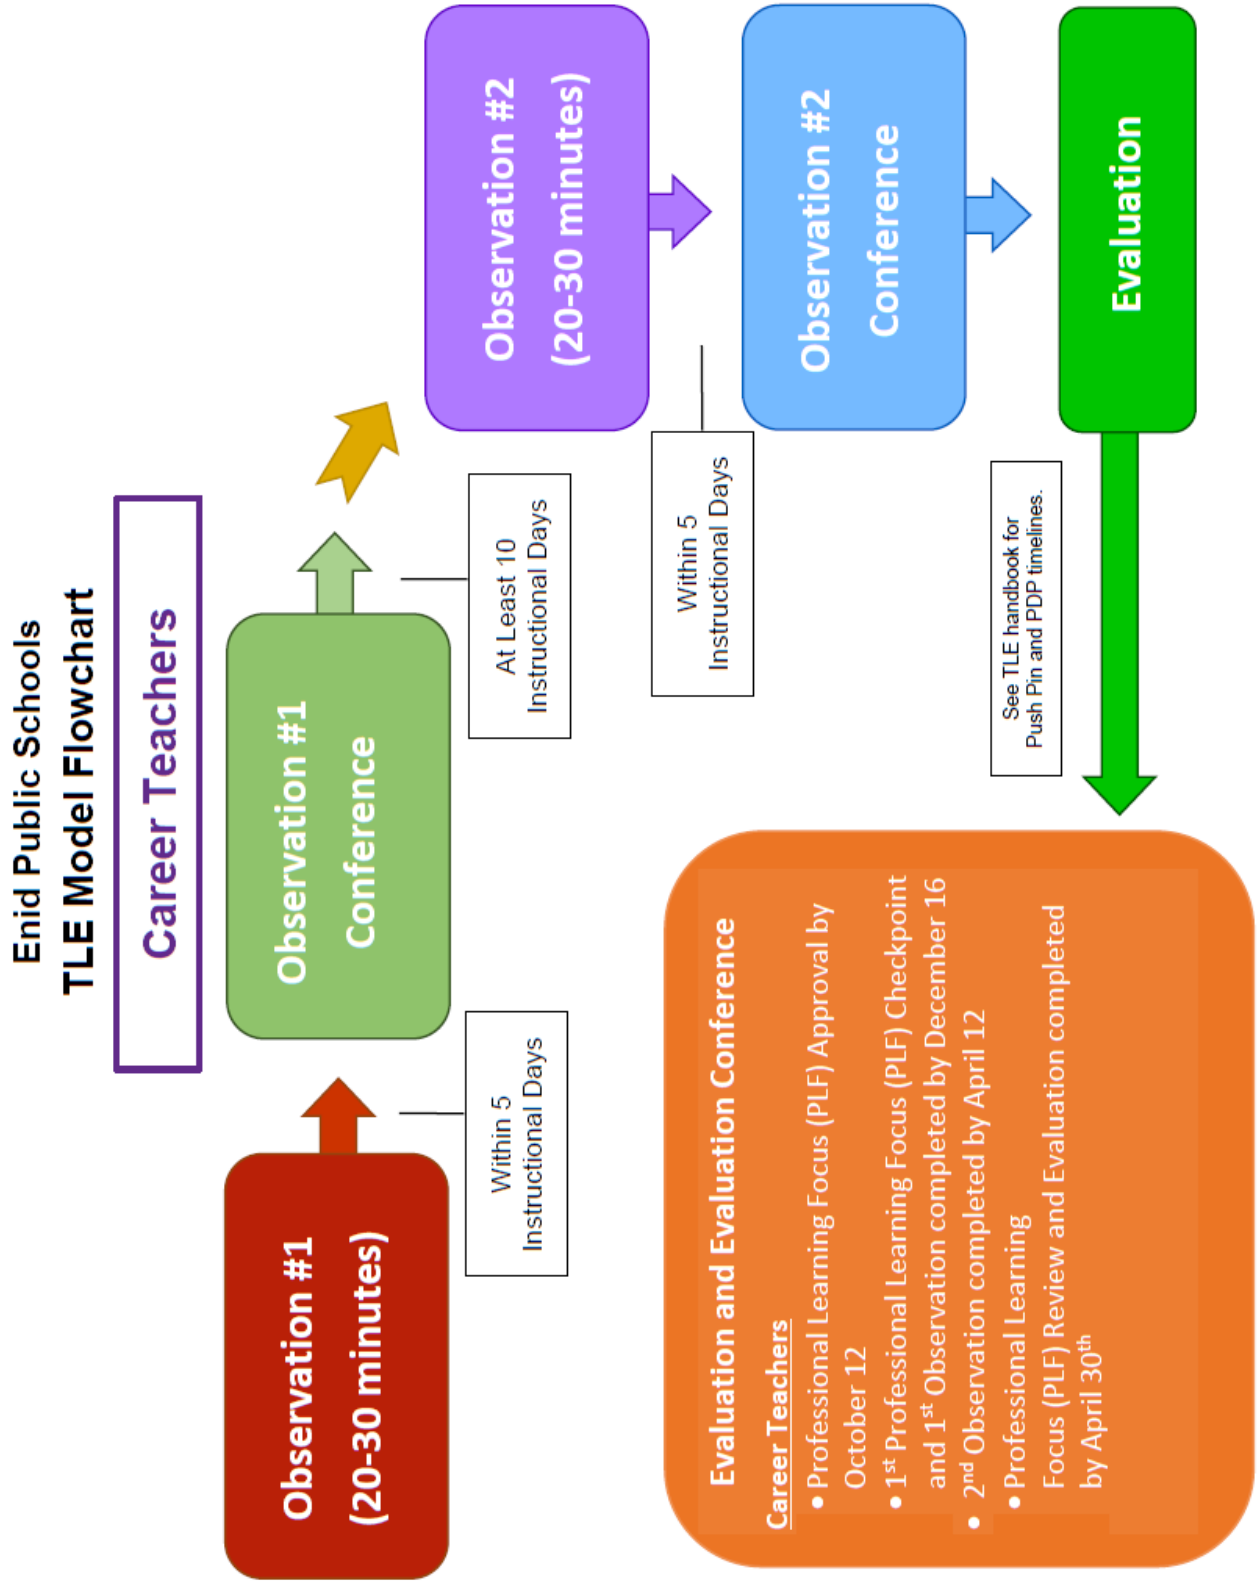 Enid Public Schools
TLE Model Flowchart
Career Teachers
Observation #1
(20-30 minutes)
Within 5
Instructional Days
Observation #1
Conference
At Least 10
Instructional Days
Observation #2
(20-30 minutes)
Within 5
Instructional Days
Observation #2
Conference
Evaluation
See TLE handbook for
Push Pin and PDP timelines.
Evaluation and Evaluation Conference
Career Teachers
• Professional Learning Focus (PLF) Approval by
October 12
• 1st Professional Learning Focus (PLF) Checkpoint
and 1st Observation completed by December 16
• 2nd Observation completed by April 12
• Professional Learning
Focus (PLF) Review and Evaluation completed
by April 30th